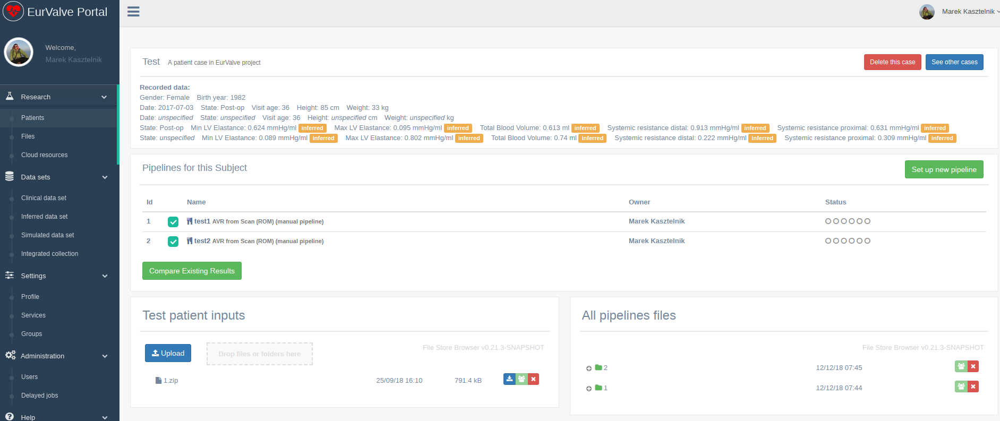 EurValve Portal
Marek Kasztelnik
Welcome,
Marek Kasztelnik
Research
Patients
Files
Cloud resources
Data sets
Clinical data set
Inferred data set
Simulated data set
Integrated collection
Settings
Profile
Services
Groups
Administration
Users
Delayed jobs
Help
Test A patient case in EurValve project
Delete this case See other cases
Recorded data:
Gender: Female Birth year: 1982
Date: 2017-07-03 State: Post-op Visit age: 36 Height: 85 cm Weight: 33 kg
Date: unspecified State: unspecified Visit age: 36 Height: unspecified cm Weight: unspecified kg
State: Post-op Min LV Elastance: 0.624 mmHg/ml inferred Max LV Elastance: 0.095 mmHg/ml inferred Total Blood Volume: 0.613 ml inferred Systemic resistance distal: 0.913 mmHg/ml inferred Systemic resistance proximal: 0.631 mmHg/ml inferred
State: unspecified Min LV Elastance: 0.089 mmHg/ml inferred Max LV Elastance: 0.802 mmHg/ml inferred Total Blood Volume: 0.74 ml inferred Systemic resistance distal: 0.222 mmHg/ml inferred Systemic resistance proximal: 0.309 mmHg/ml inferred
Pipelines for this Subject
Set up new pipeline
Id Name Owner Status
1 test1 AVR from Scan (ROM) (manual pipeline) Marek Kasztelnik
2 test2 AVR from Scan (ROM) (manual pipeline) Marek Kasztelnik
Compare Existing Results
Test patient inputs
Upload Drop files or folders here File Store Browser v0.21.3-SNAPSHOT
1.zip 25/09/18 16:10 791.4 kB
All pipelines files
File Store Browser v0.21.3-SNAPSHOT
2 12/12/18 07:45
1 12/12/18 07:44